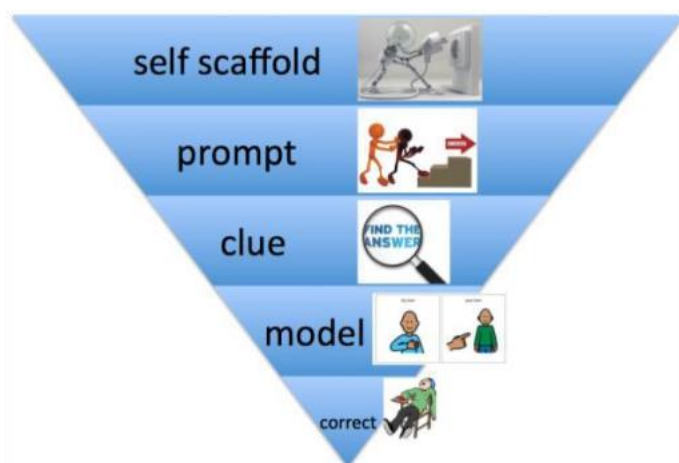 self scaffold
prompt
FIND THE
ANSWER
clue
model
correct